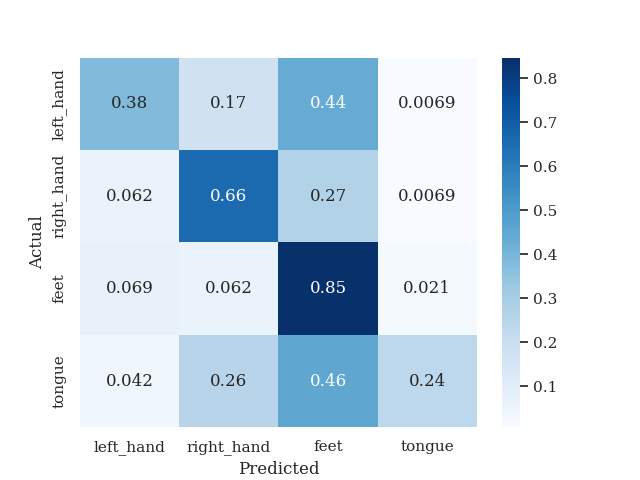 left_hand 0.38 0.17 0.44 0.0069
right_hand 0.062 0.66 0.27 0.0069
feet 0.069 0.062 0.85 0.021
tongue 0.042 0.26 0.46 0.24
left_hand right_hand feet tongue
Predicted
Actual
0.8
0.7
0.6
0.5
0.4
0.3
0.2
0.1